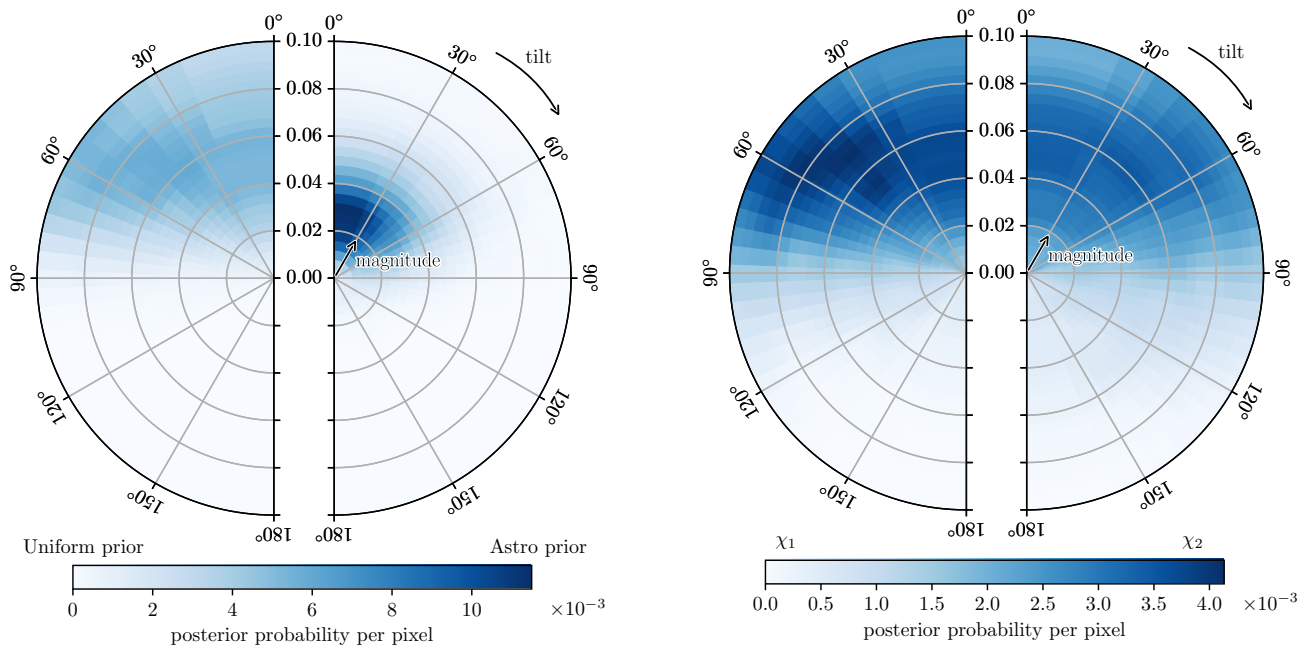 0° 0°
30° 0.10 30° tilt
0.08
60° 0.06 60°
0.04
0.02
magnitude
90° 0.00 90°
120° 120°
150° 150°
180° 180°
Uniform prior Astro prior
0 2 4 6 8 10 ×10⁻³
posterior probability per pixel
0° 0°
30° 0.10 30° tilt
0.08
60° 0.06 60°
0.04
0.02
magnitude
90° 0.00 90°
120° 120°
150° 150°
180° 180°
χ₁ χ₂
0.0 0.5 1.0 1.5 2.0 2.5 3.0 3.5 4.0 ×10⁻³
posterior probability per pixel